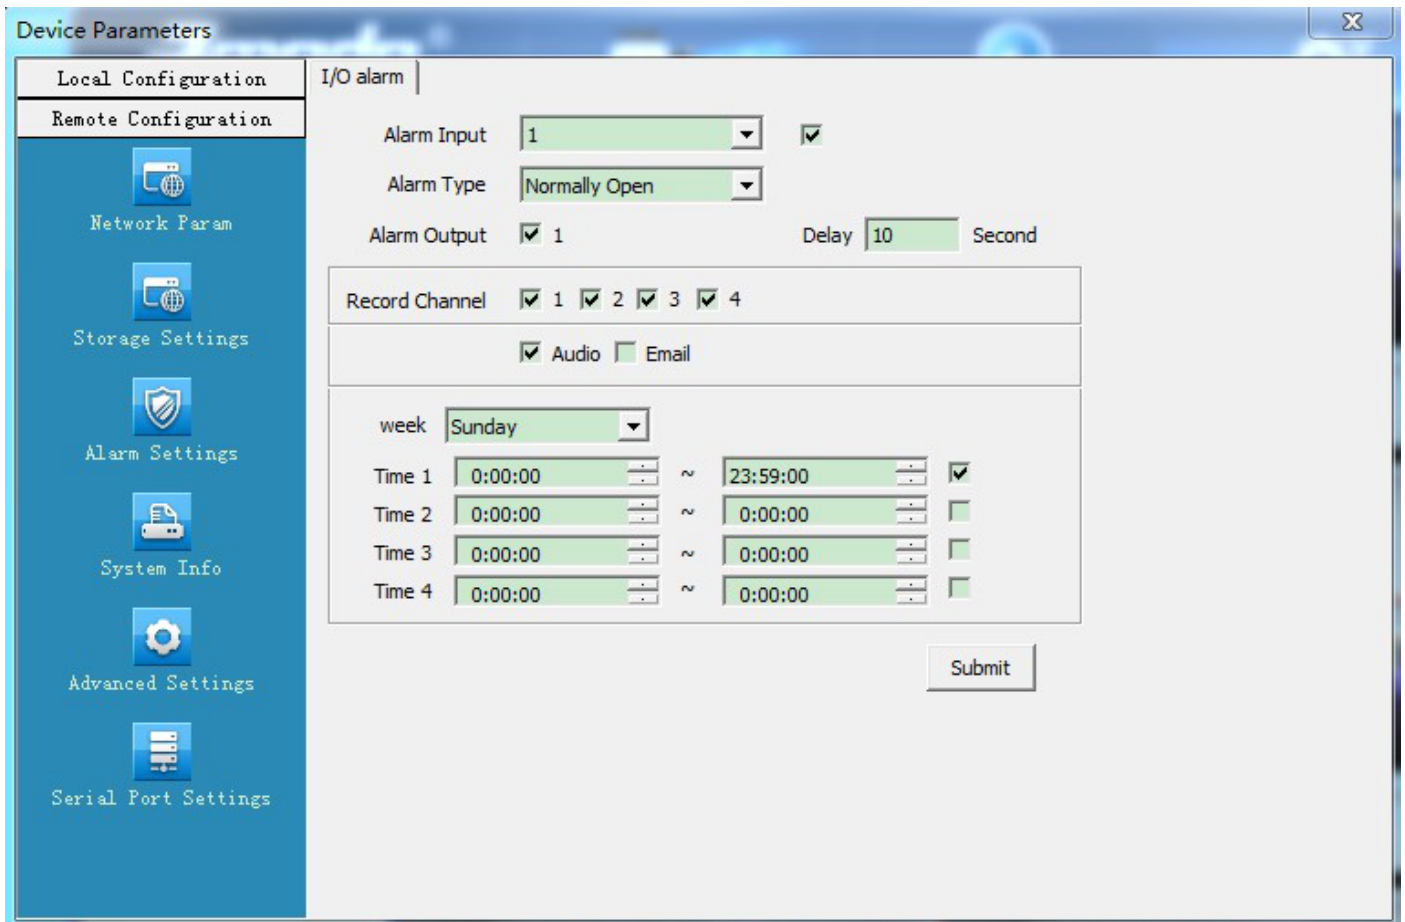 Device Parameters
Local Configuration
Remote Configuration
Network Param
Storage Settings
Alarm Settings
System Info
Advanced Settings
Serial Port Settings
I/O alarm
Alarm Input 1
Alarm Type Normally Open
Alarm Output 1 Delay 10 Second
Record Channel 1 2 3 4
Audio Email
week Sunday
Time 1 0:00:00 ~ 23:59:00
Time 2 0:00:00 ~ 0:00:00
Time 3 0:00:00 ~ 0:00:00
Time 4 0:00:00 ~ 0:00:00
Submit